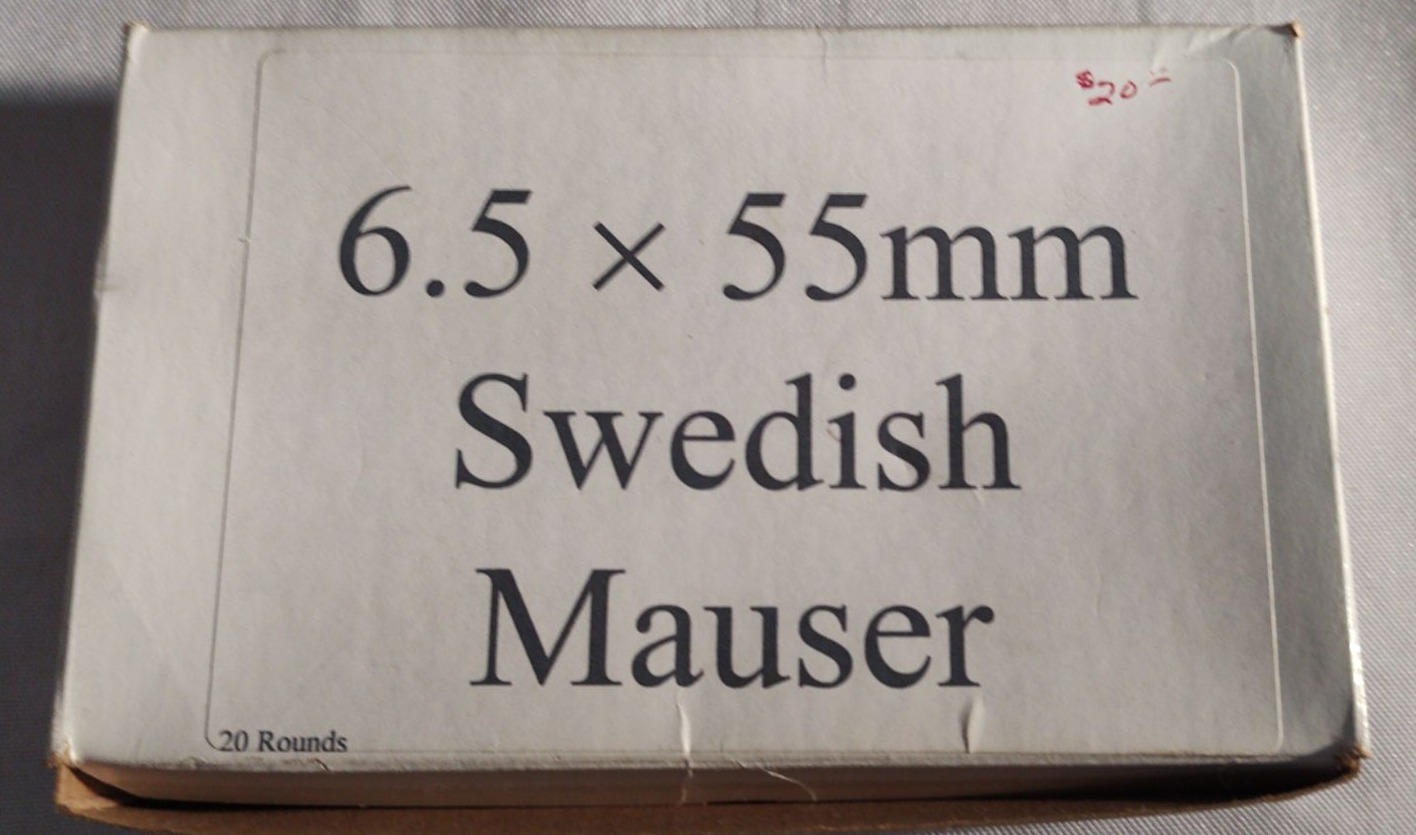 $20=
6.5 × 55mm
Swedish
Mauser
20 Rounds